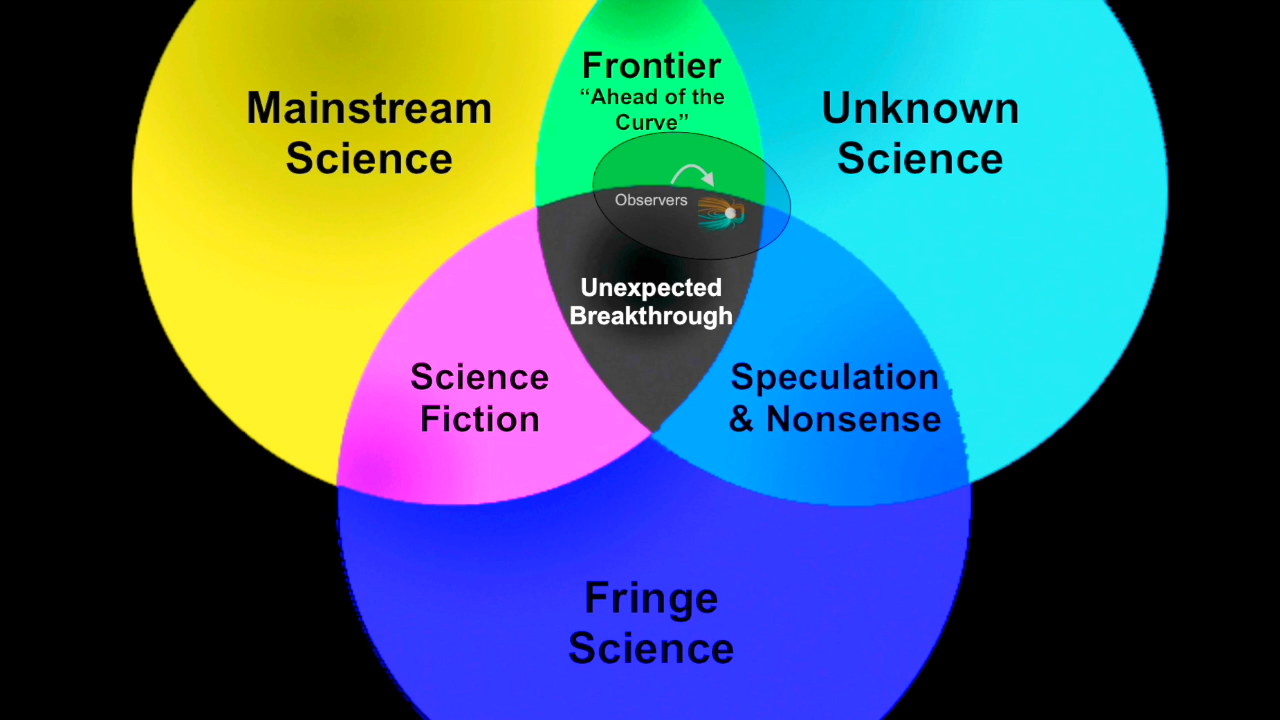 Frontier
“Ahead of the
Curve”
Mainstream
Science
Unknown
Science
Observers
Unexpected
Breakthrough
Science
Fiction
Speculation
& Nonsense
Fringe
Science